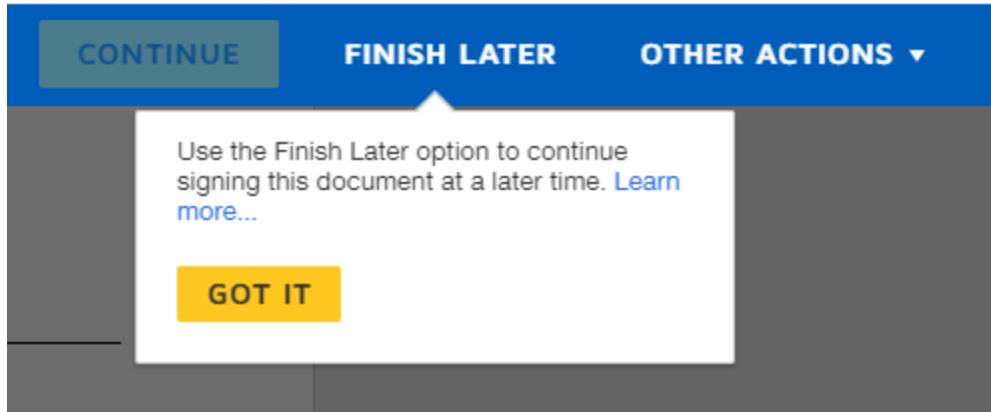 CONTINUE FINISH LATER OTHER ACTIONS ▼
Use the Finish Later option to continue
signing this document at a later time. Learn
more...
GOT IT